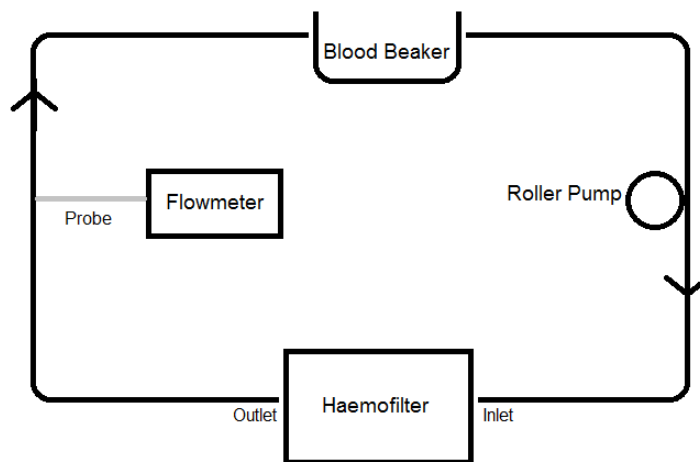 Blood Beaker
Roller Pump
Flowmeter
Probe
Haemofilter
Outlet
Inlet